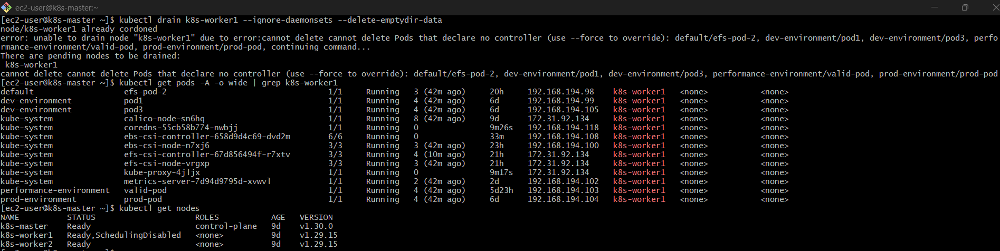 ec2-user@k8s-master:~
[ec2-user@k8s-master ~]$ kubectl drain k8s-worker1 --ignore-daemonsets --delete-emptydir-data
node/k8s-worker1 already cordoned
error: unable to drain node "k8s-worker1" due to error:cannot delete cannot delete Pods that declare no controller (use --force to override): default/efs-pod-2, dev-environment/pod1, dev-environment/pod3, perfo
rmance-environment/valid-pod, prod-environment/prod-pod, continuing command...
There are pending nodes to be drained:
 k8s-worker1
cannot delete cannot delete Pods that declare no controller (use --force to override): default/efs-pod-2, dev-environment/pod1, dev-environment/pod3, performance-environment/valid-pod, prod-environment/prod-pod
[ec2-user@k8s-master ~]$ kubectl get pods -A -o wide | grep k8s-worker1
default                   efs-pod-2                                  1/1     Running   3 (42m ago)     20h     192.168.194.98    k8s-worker1   <none>           <none>
dev-environment           pod1                                       1/1     Running   4 (42m ago)     6d      192.168.194.99    k8s-worker1   <none>           <none>
dev-environment           pod3                                       1/1     Running   4 (42m ago)     6d      192.168.194.105   k8s-worker1   <none>           <none>
kube-system               calico-node-sn6hq                          1/1     Running   8 (42m ago)     9d      172.31.92.134     k8s-worker1   <none>           <none>
kube-system               coredns-55cb58b774-nwbjj                   1/1     Running   0               9m26s   192.168.194.118   k8s-worker1   <none>           <none>
kube-system               ebs-csi-controller-658d9d4c69-dvd2m        6/6     Running   0               33m     192.168.194.108   k8s-worker1   <none>           <none>
kube-system               ebs-csi-node-n7xj6                         3/3     Running   3 (42m ago)     23h     192.168.194.100   k8s-worker1   <none>           <none>
kube-system               efs-csi-controller-67d856494f-r7xtv        3/3     Running   4 (10m ago)     21h     172.31.92.134     k8s-worker1   <none>           <none>
kube-system               efs-csi-node-vrgxp                         3/3     Running   3 (42m ago)     21h     172.31.92.134     k8s-worker1   <none>           <none>
kube-system               kube-proxy-4jljx                           1/1     Running   0               9m17s   172.31.92.134     k8s-worker1   <none>           <none>
kube-system               metrics-server-7d94d9795d-xvwvl            1/1     Running   2 (42m ago)     2d      192.168.194.102   k8s-worker1   <none>           <none>
performance-environment   valid-pod                                  1/1     Running   4 (42m ago)     5d23h   192.168.194.103   k8s-worker1   <none>           <none>
prod-environment          prod-pod                                   1/1     Running   4 (42m ago)     6d      192.168.194.104   k8s-worker1   <none>           <none>
[ec2-user@k8s-master ~]$ kubectl get nodes
NAME          STATUS                     ROLES           AGE   VERSION
k8s-master    Ready                      control-plane   9d    v1.30.0
k8s-worker1   Ready,SchedulingDisabled   <none>          9d    v1.29.15
k8s-worker2   Ready                      <none>          9d    v1.29.15